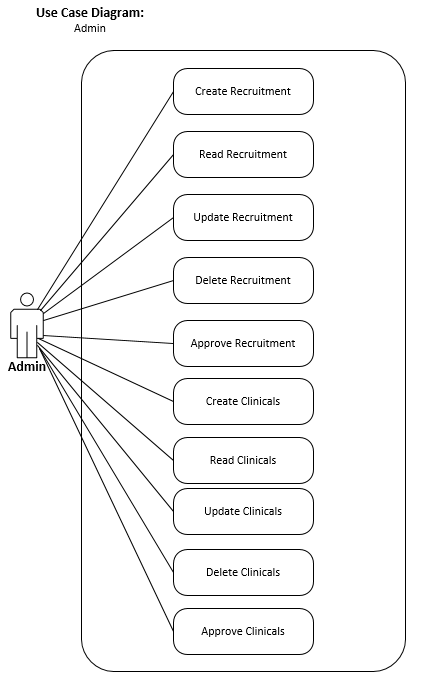 Use Case Diagram:
Admin
Create Recruitment
Read Recruitment
Update Recruitment
Delete Recruitment
Approve Recruitment
Admin
Create Clinicals
Read Clinicals
Update Clinicals
Delete Clinicals
Approve Clinicals